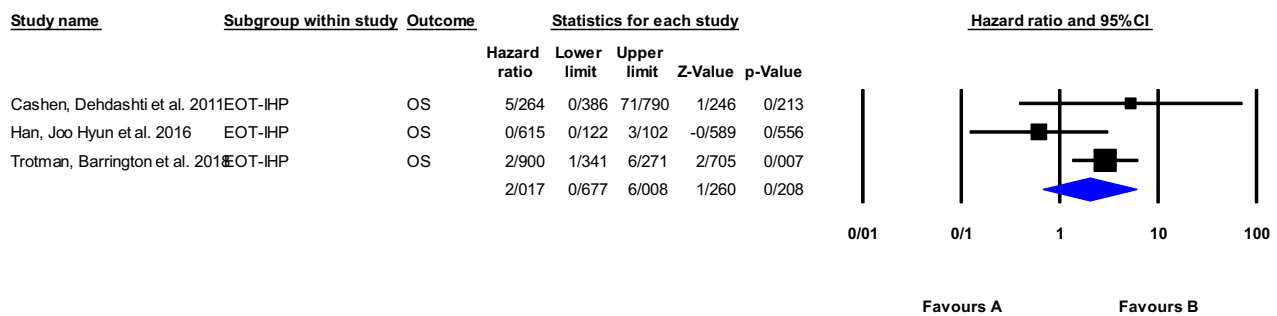 Study name Subgroup within study Outcome Statistics for each study Hazard ratio and 95%CI
Hazard Lower Upper
ratio limit limit Z-Value p-Value
Cashen, Dehdashti et al. 2011 EOT-IHP OS 5/264 0/386 71/790 1/246 0/213
Han, Joo Hyun et al. 2016 EOT-IHP OS 0/615 0/122 3/102 -0/589 0/556
Trotman, Barrington et al. 2018 EOT-IHP OS 2/900 1/341 6/271 2/705 0/007
2/017 0/677 6/008 1/260 0/208
0/01 0/1 1 10 100
Favours A Favours B